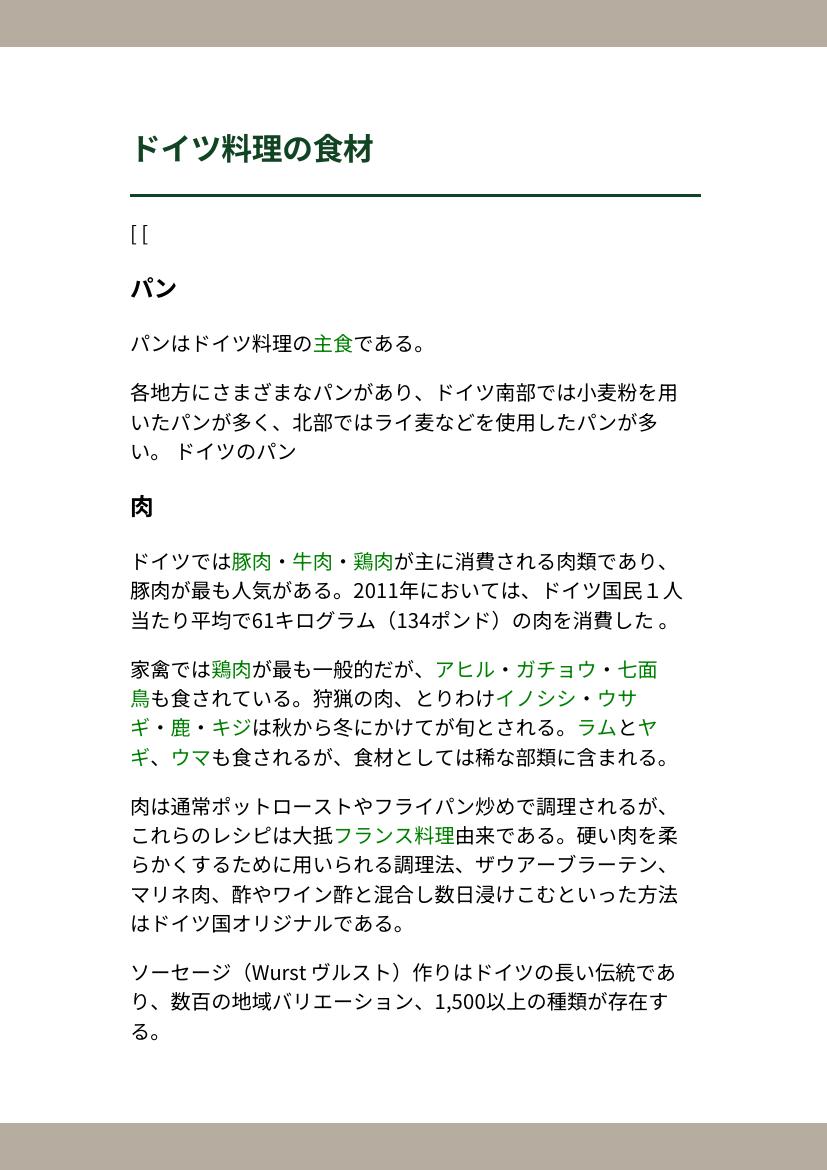 ドイツ料理の食材
[ [
パン
パンはドイツ料理の主食である。
各地方にさまざまなパンがあり、ドイツ南部では小麦粉を用
いたパンが多く、北部ではライ麦などを使用したパンが多
い。 ドイツのパン
肉
ドイツでは豚肉・牛肉・鶏肉が主に消費される肉類であり、
豚肉が最も人気がある。2011年においては、ドイツ国民１人
当たり平均で61キログラム（134ポンド）の肉を消費した 。
家禽では鶏肉が最も一般的だが、アヒル・ガチョウ・七面
鳥も食されている。狩猟の肉、とりわけイノシシ・ウサ
ギ・鹿・キジは秋から冬にかけてが旬とされる。ラムとヤ
ギ、ウマも食されるが、食材としては稀な部類に含まれる。
肉は通常ポットローストやフライパン炒めで調理されるが、
これらのレシピは大抵フランス料理由来である。硬い肉を柔
らかくするために用いられる調理法、ザウアーブラーテン、
マリネ肉、酢やワイン酢と混合し数日浸けこむといった方法
はドイツ国オリジナルである。
ソーセージ（Wurst ヴルスト）作りはドイツの長い伝統であ
り、数百の地域バリエーション、1,500以上の種類が存在す
る。